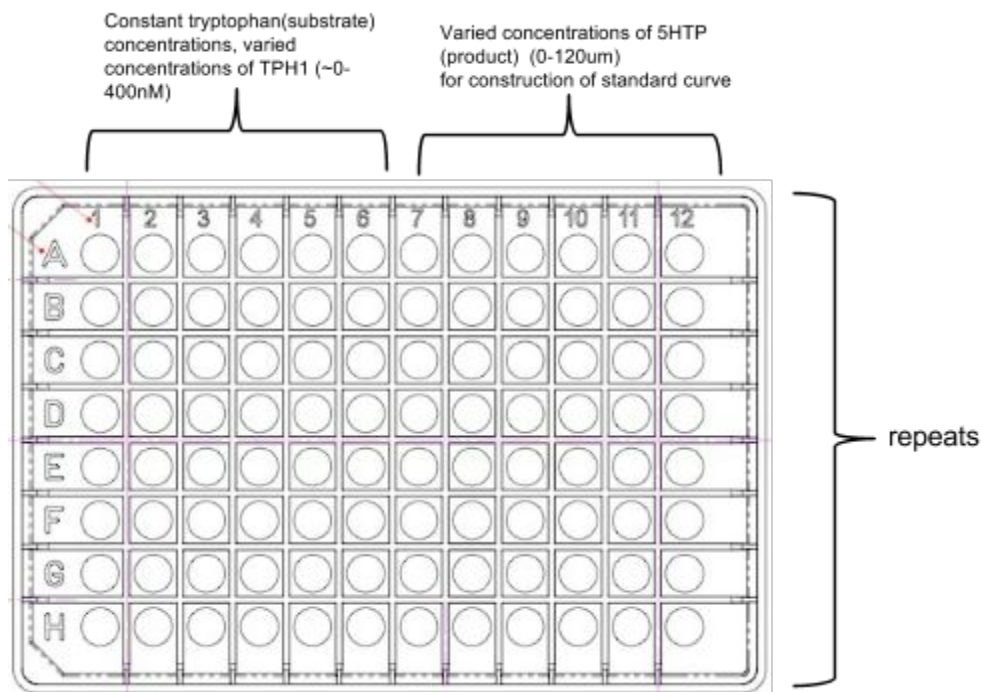 Constant tryptophan(substrate)
concentrations, varied
concentrations of TPH1 (~0-
400nM)
Varied concentrations of 5HTP
(product) (0-120um)
for construction of standard curve
1 2 3 4 5 6 7 8 9 10 11 12
A
B
C
D
E
F
G
H
repeats